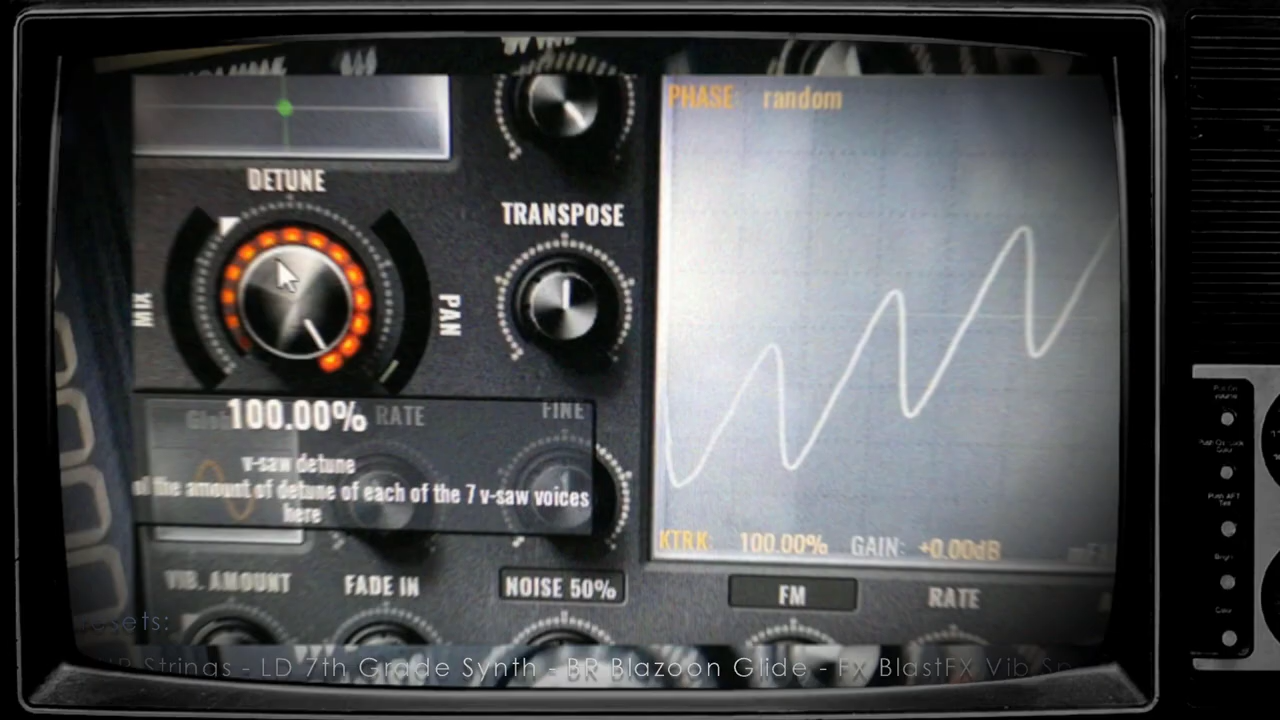 VOLUME
PHASE: random
DETUNE
TRANSPOSE
MIX
PAN
100.00%
RATE
FINE
v-saw detune
the amount of detune of each of the 7 v-saw voices
here
KTRK: 100.00% GAIN: +0.00dB
VIB. AMOUNT
FADE IN
NOISE 50%
FM
RATE
Strings - LD 7th Grade Synth - BR Blazoon Glide - Fx BlastFX Vib